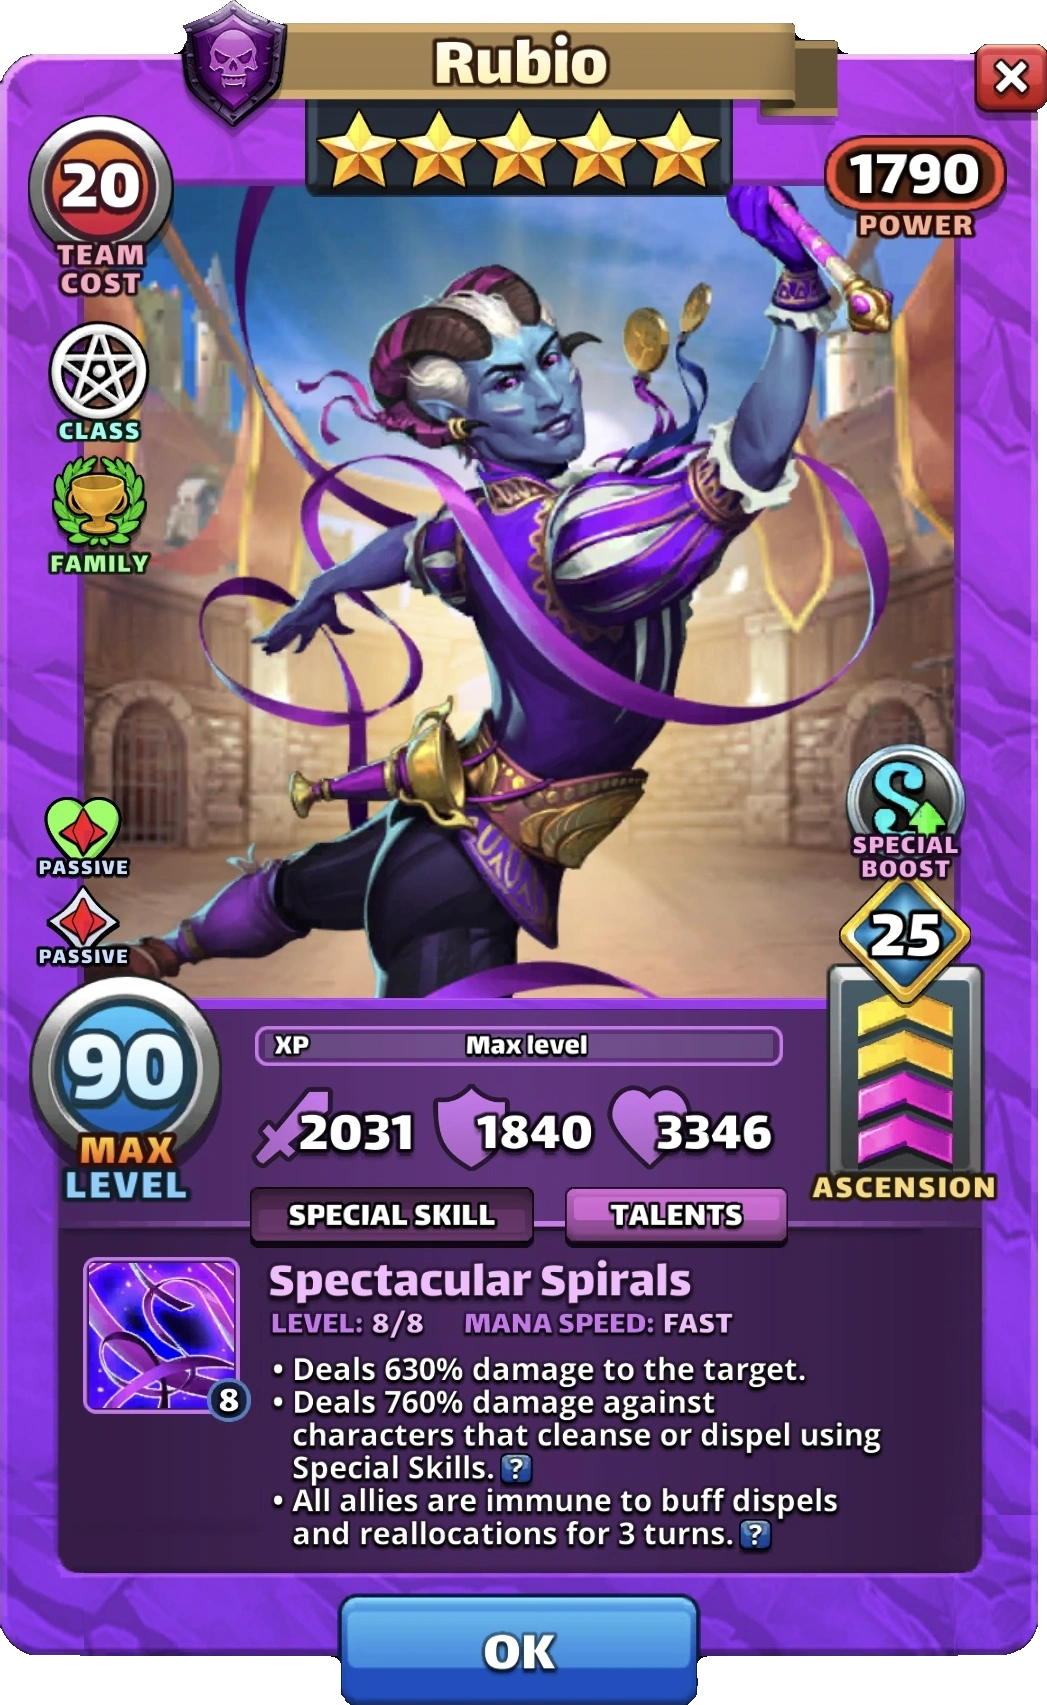 Rubio
20
TEAM
COST
1790
POWER
CLASS
FAMILY
PASSIVE
PASSIVE
S
SPECIAL
BOOST
25
90
MAX
LEVEL
XP Max level
2031 1840 3346
ASCENSION
SPECIAL SKILL TALENTS
Spectacular Spirals
LEVEL: 8/8 MANA SPEED: FAST
8
• Deals 630% damage to the target.
• Deals 760% damage against
characters that cleanse or dispel using
Special Skills. ?
• All allies are immune to buff dispels
and reallocations for 3 turns. ?
OK